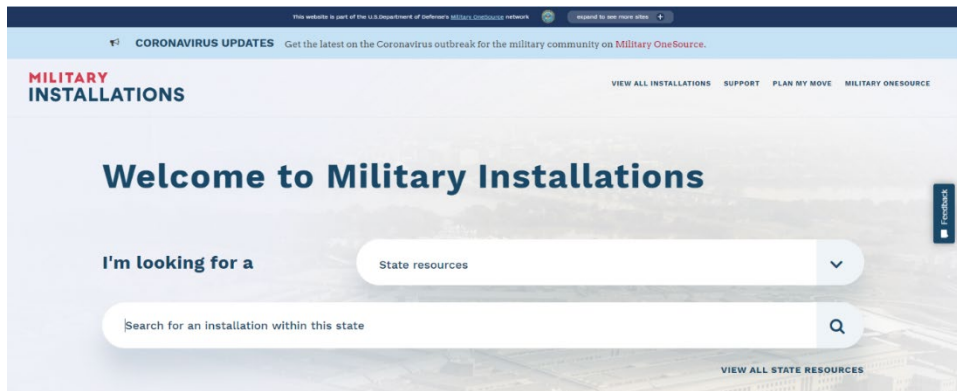 This website is part of the U.S.Department of Defense's Military OneSource network expand to see more sites +
CORONAVIRUS UPDATES Get the latest on the Coronavirus outbreak for the military community on Military OneSource.
MILITARY
INSTALLATIONS
VIEW ALL INSTALLATIONS SUPPORT PLAN MY MOVE MILITARY ONESOURCE
Welcome to Military Installations
Feedback
I'm looking for a State resources
Search for an installation within this state
VIEW ALL STATE RESOURCES